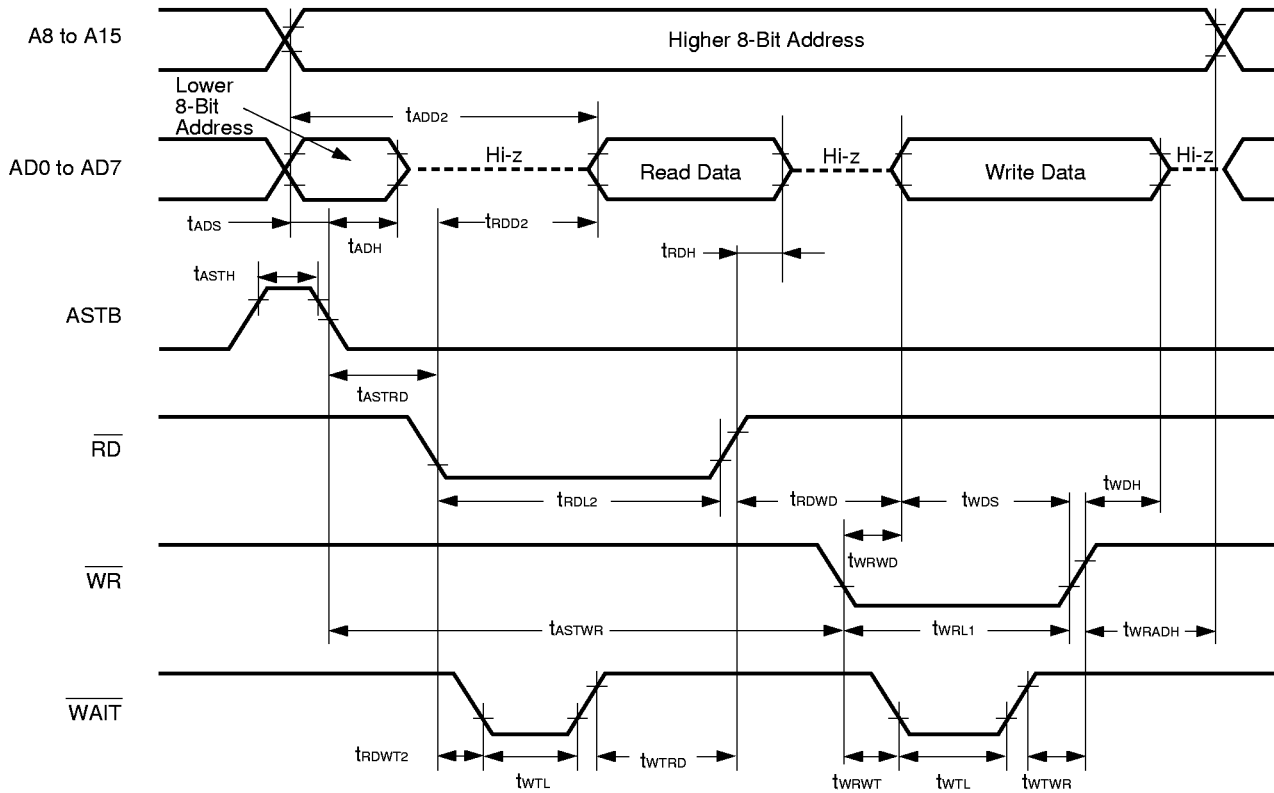 A8 to A15
Higher 8-Bit Address
Lower
8-Bit
Address
tADD2
AD0 to AD7
Hi-z
Read Data
Hi-z
Write Data
Hi-z
tADS
tADH
tRDD2
tRDH
tASTH
ASTB
tASTRD
RD
tRDL2
tRDWD
tWDS
tWDH
tWRWD
WR
tASTWR
tWRL1
tWRADH
WAIT
tRDWT2
tWTL
tWTRD
tWRWT
tWTL
tWTWR